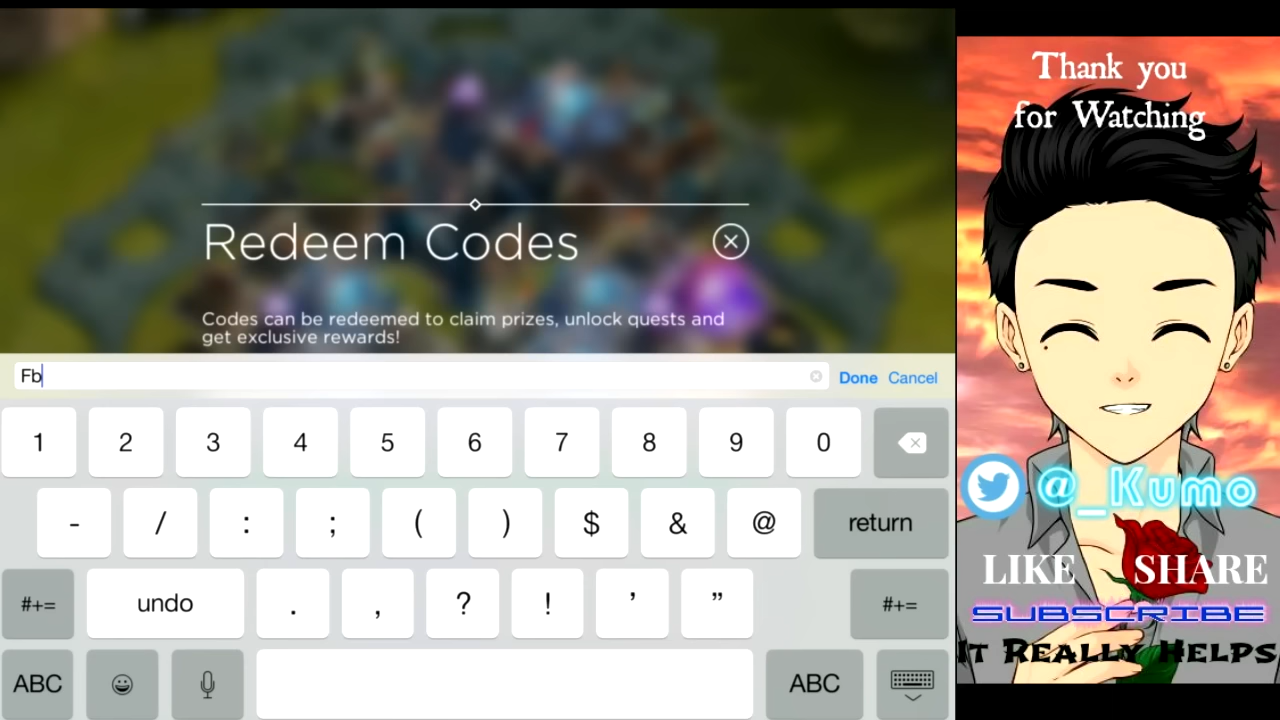 Thank you
for Watching
Redeem Codes
Codes can be redeemed to claim prizes, unlock quests and
get exclusive rewards!
Fb
Done Cancel
1 2 3 4 5 6 7 8 9 0
- / : ; ( ) $ & @ return
#+= undo . , ? ! ’ ” #+=
ABC ABC
@_Kumo
LIKE SHARE
SUBSCRIBE
It Really Helps